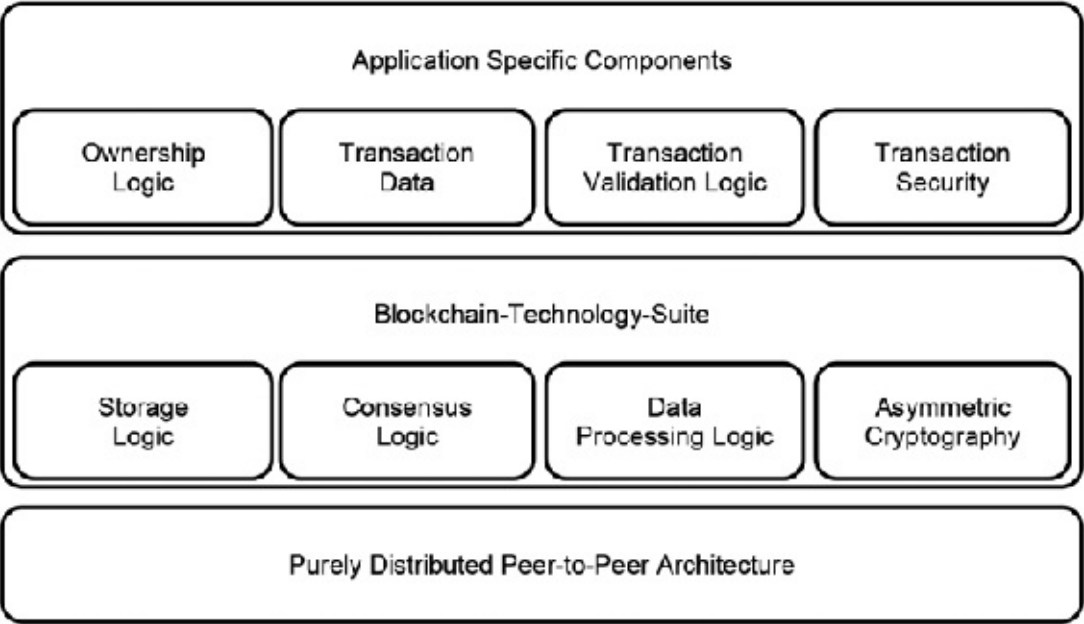 Application Specific Components
Ownership
Logic
Transaction
Data
Transaction
Validation Logic
Transaction
Security
Blockchain-Technology-Suite
Storage
Logic
Consensus
Logic
Data
Processing Logic
Asymmetric
Cryptography
Purely Distributed Peer-to-Peer Architecture